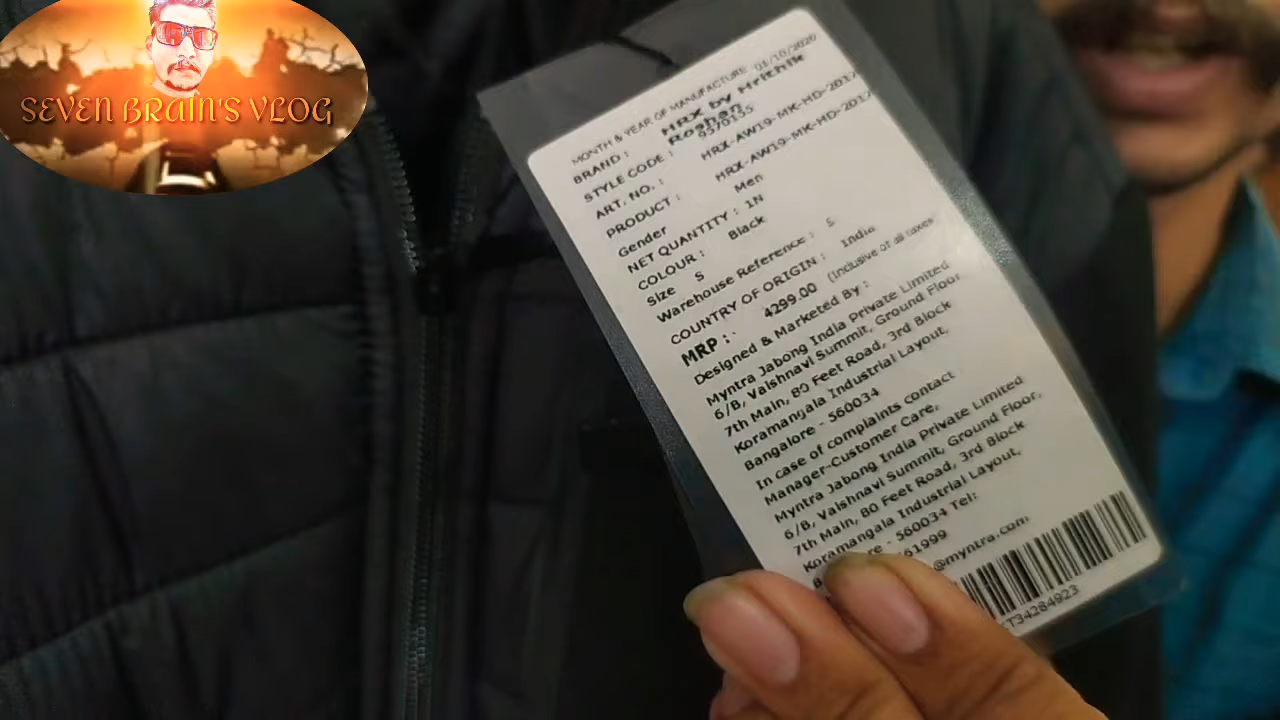 SEVEN BRAIN'S VLOG
MONTH & YEAR OF MANUFACTURE 01/10/2020
BRAND : HRX by Hrithik
Roshan
STYLE CODE : 8570155
ART. NO. : HRX-AW19-MK-HD-2017
PRODUCT : HRX-AW19-MK-HD-2017
Gender Men
NET QUANTITY : 1N
COLOUR : Black
Size S
Warehouse Reference : S
COUNTRY OF ORIGIN : India
MRP : 4299.00 (Inclusive of all taxes
Designed & Marketed By :
Myntra Jabong India Private Limited
6/B, Vaishnavi Summit, Ground Floor
7th Main, 80 Feet Road, 3rd Block
Koramangala Industrial Layout,
Bangalore - 560034
In case of complaints contact
Manager-Customer Care,
Myntra Jabong India Private Limited
6/B, Vaishnavi Summit, Ground Floor,
7th Main, 80 Feet Road, 3rd Block
Koramangala Industrial Layout,
560034 Tel:
61999
@myntra.com
34284923